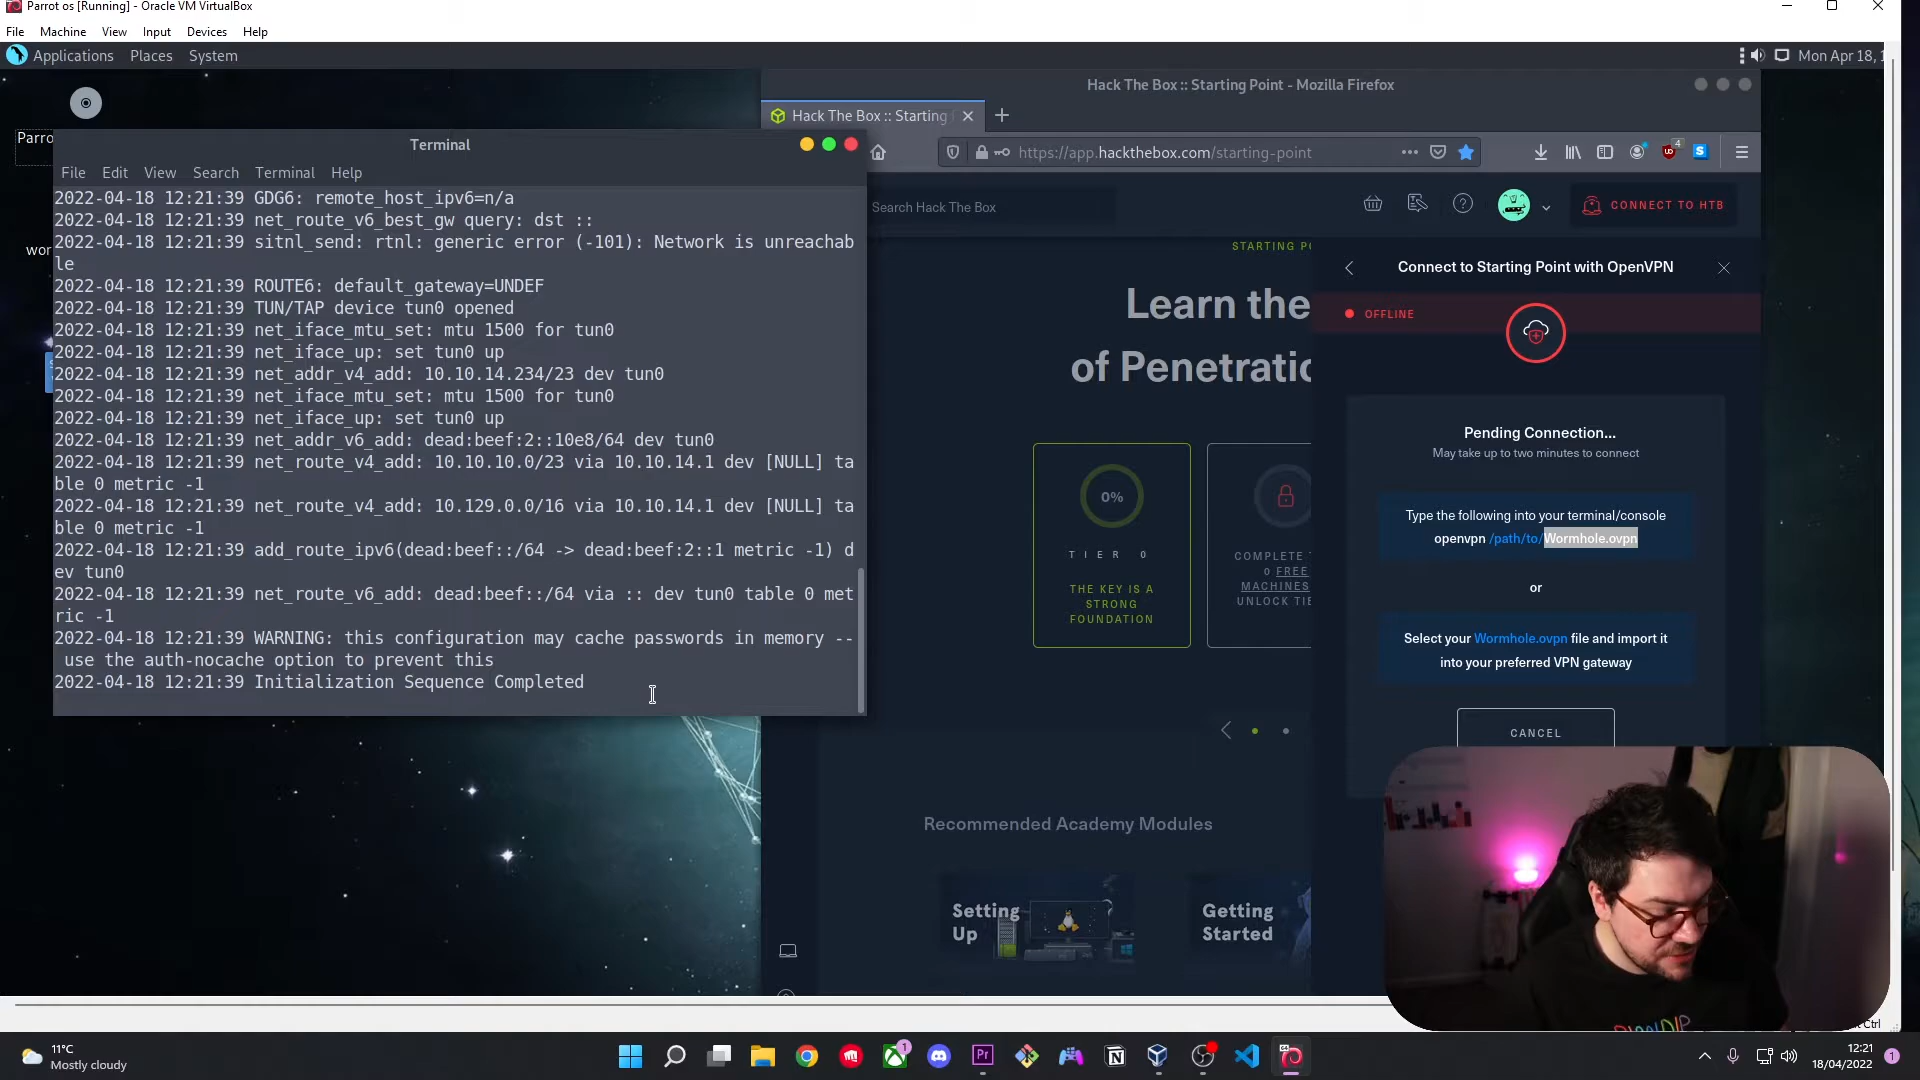 Parrot os [Running] - Oracle VM VirtualBox
File Machine View Input Devices Help
Applications Places System
Mon Apr 18, 1
Hack The Box :: Starting Point - Mozilla Firefox
Hack The Box :: Starting
Parro
wor
Terminal
File Edit View Search Terminal Help
2022-04-18 12:21:39 GDG6: remote_host_ipv6=n/a
2022-04-18 12:21:39 net_route_v6_best_gw query: dst ::
2022-04-18 12:21:39 sitnl_send: rtnl: generic error (-101): Network is unreachab
le
2022-04-18 12:21:39 ROUTE6: default_gateway=UNDEF
2022-04-18 12:21:39 TUN/TAP device tun0 opened
2022-04-18 12:21:39 net_iface_mtu_set: mtu 1500 for tun0
2022-04-18 12:21:39 net_iface_up: set tun0 up
2022-04-18 12:21:39 net_addr_v4_add: 10.10.14.234/23 dev tun0
2022-04-18 12:21:39 net_iface_mtu_set: mtu 1500 for tun0
2022-04-18 12:21:39 net_iface_up: set tun0 up
2022-04-18 12:21:39 net_addr_v6_add: dead:beef:2::10e8/64 dev tun0
2022-04-18 12:21:39 net_route_v4_add: 10.10.10.0/23 via 10.10.14.1 dev [NULL] ta
ble 0 metric -1
2022-04-18 12:21:39 net_route_v4_add: 10.129.0.0/16 via 10.10.14.1 dev [NULL] ta
ble 0 metric -1
2022-04-18 12:21:39 add_route_ipv6(dead:beef::/64 -> dead:beef:2::1 metric -1) d
ev tun0
2022-04-18 12:21:39 net_route_v6_add: dead:beef::/64 via :: dev tun0 table 0 met
ric -1
2022-04-18 12:21:39 WARNING: this configuration may cache passwords in memory --
use the auth-nocache option to prevent this
2022-04-18 12:21:39 Initialization Sequence Completed
https://app.hackthebox.com/starting-point
4
Search Hack The Box
CONNECT TO HTB
STARTING PO
Learn the
of Penetratio
0%
TIER 0
THE KEY IS A
STRONG
FOUNDATION
COMPLETE
0 FREE
MACHINES
UNLOCK TIE
Recommended Academy Modules
Setting
Up
Getting
Started
Connect to Starting Point with OpenVPN
OFFLINE
Pending Connection...
May take up to two minutes to connect
Type the following into your terminal/console
openvpn /path/to/Wormhole.ovpn
or
Select your Wormhole.ovpn file and import it
into your preferred VPN gateway
CANCEL
Ctrl
11°C
Mostly cloudy
1
Pr
12:21
18/04/2022
1